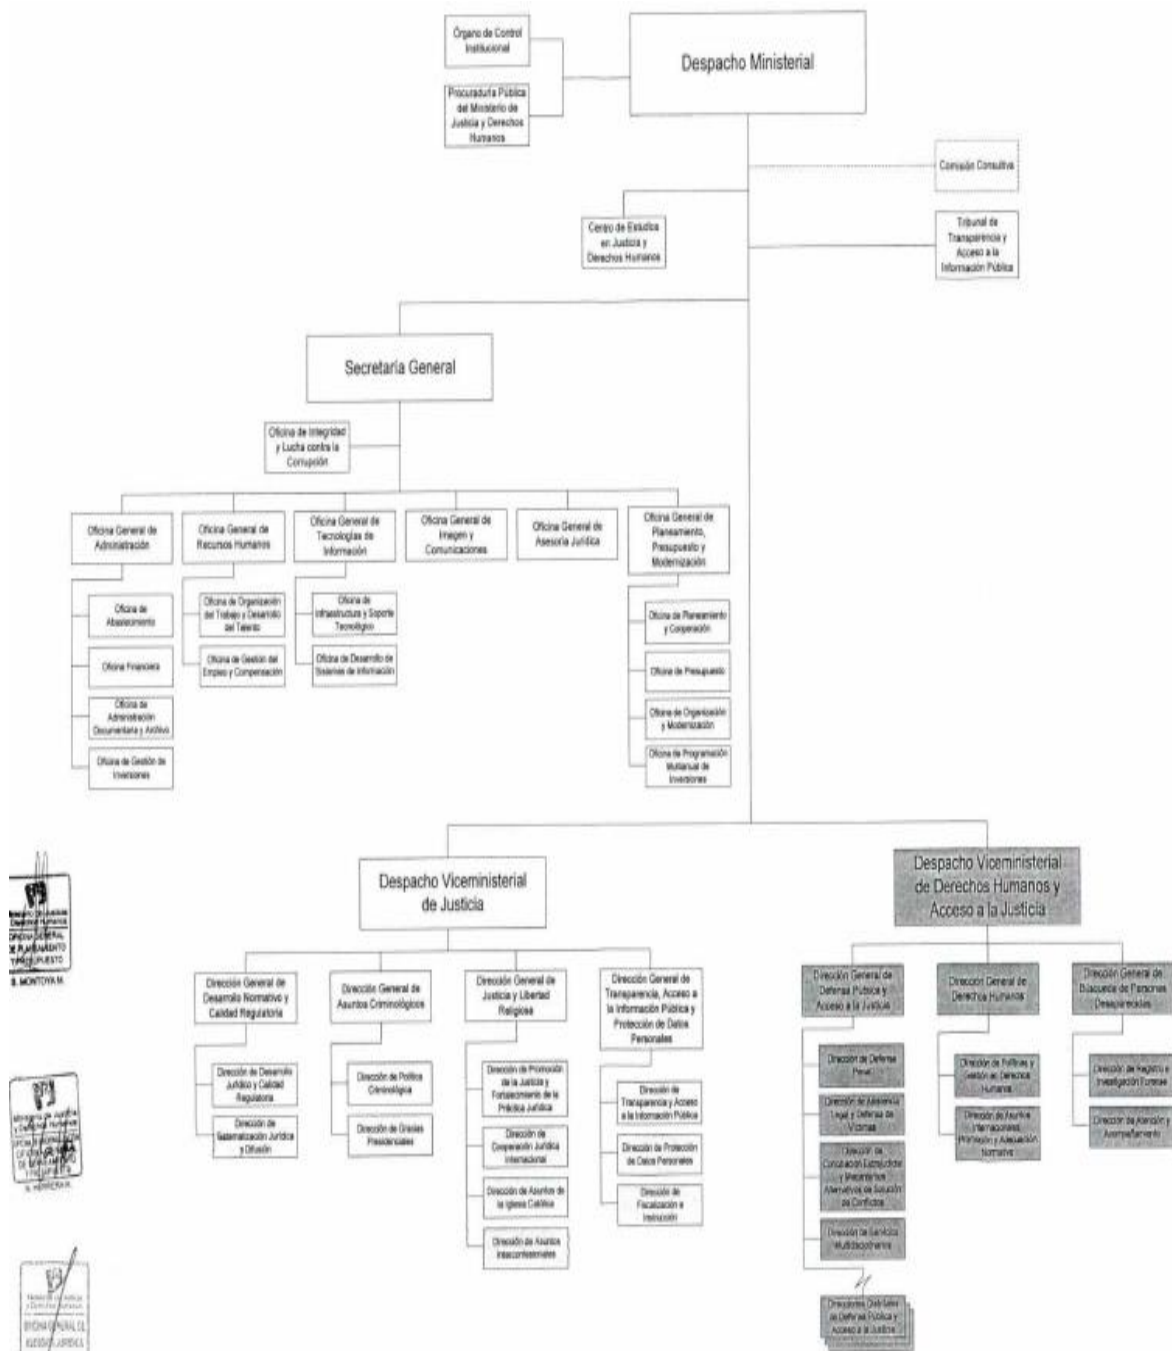 Órgano de Control
Institucional
Despacho Ministerial
Procuraduría Pública
del Ministerio de
Justicia y Derechos
Humanos
Comisión Consultiva
Centro de Estudios
en Justicia y
Derechos Humanos
Tribunal de
Transparencia y
Acceso a la
Información Pública
Secretaría General
Oficina de Integridad
y Lucha contra la
Corrupción
Oficina General de
Administración
Oficina General de
Recursos Humanos
Oficina General de
Tecnologías de
Información
Oficina General de
Imagen y
Comunicaciones
Oficina General de
Asesoría Jurídica
Oficina General de
Planeamiento,
Presupuesto y
Modernización
Oficina de
Abastecimiento
Oficina Financiera
Oficina de
Administración
Documentaria y Archivo
Oficina de Gestión de
Inversiones
Oficina de Organización
del Trabajo y Desarrollo
del Talento
Oficina de Gestión del
Empleo y Compensación
Oficina de
Infraestructura y Soporte
Tecnológico
Oficina de Desarrollo de
Sistemas de Información
Oficina de Planeamiento
y Cooperación
Oficina de Presupuesto
Oficina de Organización
y Modernización
Oficina de Programación
Multianual de
Inversiones
Despacho Viceministerial
de Justicia
Despacho Viceministerial
de Derechos Humanos y
Acceso a la Justicia
Dirección General de
Desarrollo Normativo y
Calidad Regulatoria
Dirección de Desarrollo
Jurídico y Calidad
Regulatoria
Dirección de
Sistematización Jurídica
y Difusión
Dirección General de
Asuntos Criminológicos
Dirección de Política
Criminológica
Dirección de Gracias
Presidenciales
Dirección General de
Justicia y Libertad
Religiosa
Dirección de Promoción
de la Justicia y
Fortalecimiento de la
Práctica Jurídica
Dirección de
Cooperación Jurídica
Internacional
Dirección de Asuntos de
la Iglesia Católica
Dirección de Asuntos
Interconfesionales
Dirección General de
Transparencia, Acceso a
la Información Pública y
Protección de Datos
Personales
Dirección de
Transparencia y Acceso
a la Información Pública
Dirección de Protección
de Datos Personales
Dirección de
Fiscalización e
Instrucción
Dirección General de
Defensa Pública y
Acceso a la Justicia
Dirección de Defensa
Penal
Dirección de Asistencia
Legal y Defensa de
Víctimas
Dirección de
Conciliación Extrajudicial
y Mecanismos
Alternativos de Solución
de Conflictos
Dirección de Servicios
Multidisciplinarios
Direcciones Distritales
de Defensa Pública y
Acceso a la Justicia
Dirección General de
Derechos Humanos
Dirección de Políticas y
Gestión en Derechos
Humanos
Dirección de Asuntos
Internacionales,
Promoción y Adecuación
Normativa
Dirección General de
Búsqueda de Personas
Desaparecidas
Dirección de Registro e
Investigación Forense
Dirección de Atención y
Acompañamiento
OFICINA GENERAL
DE PLANEAMIENTO
Y PRESUPUESTO
B. MONTOYA M.
N. HERRERA R.
OFICINA GENERAL DE
ASESORÍA JURÍDICA